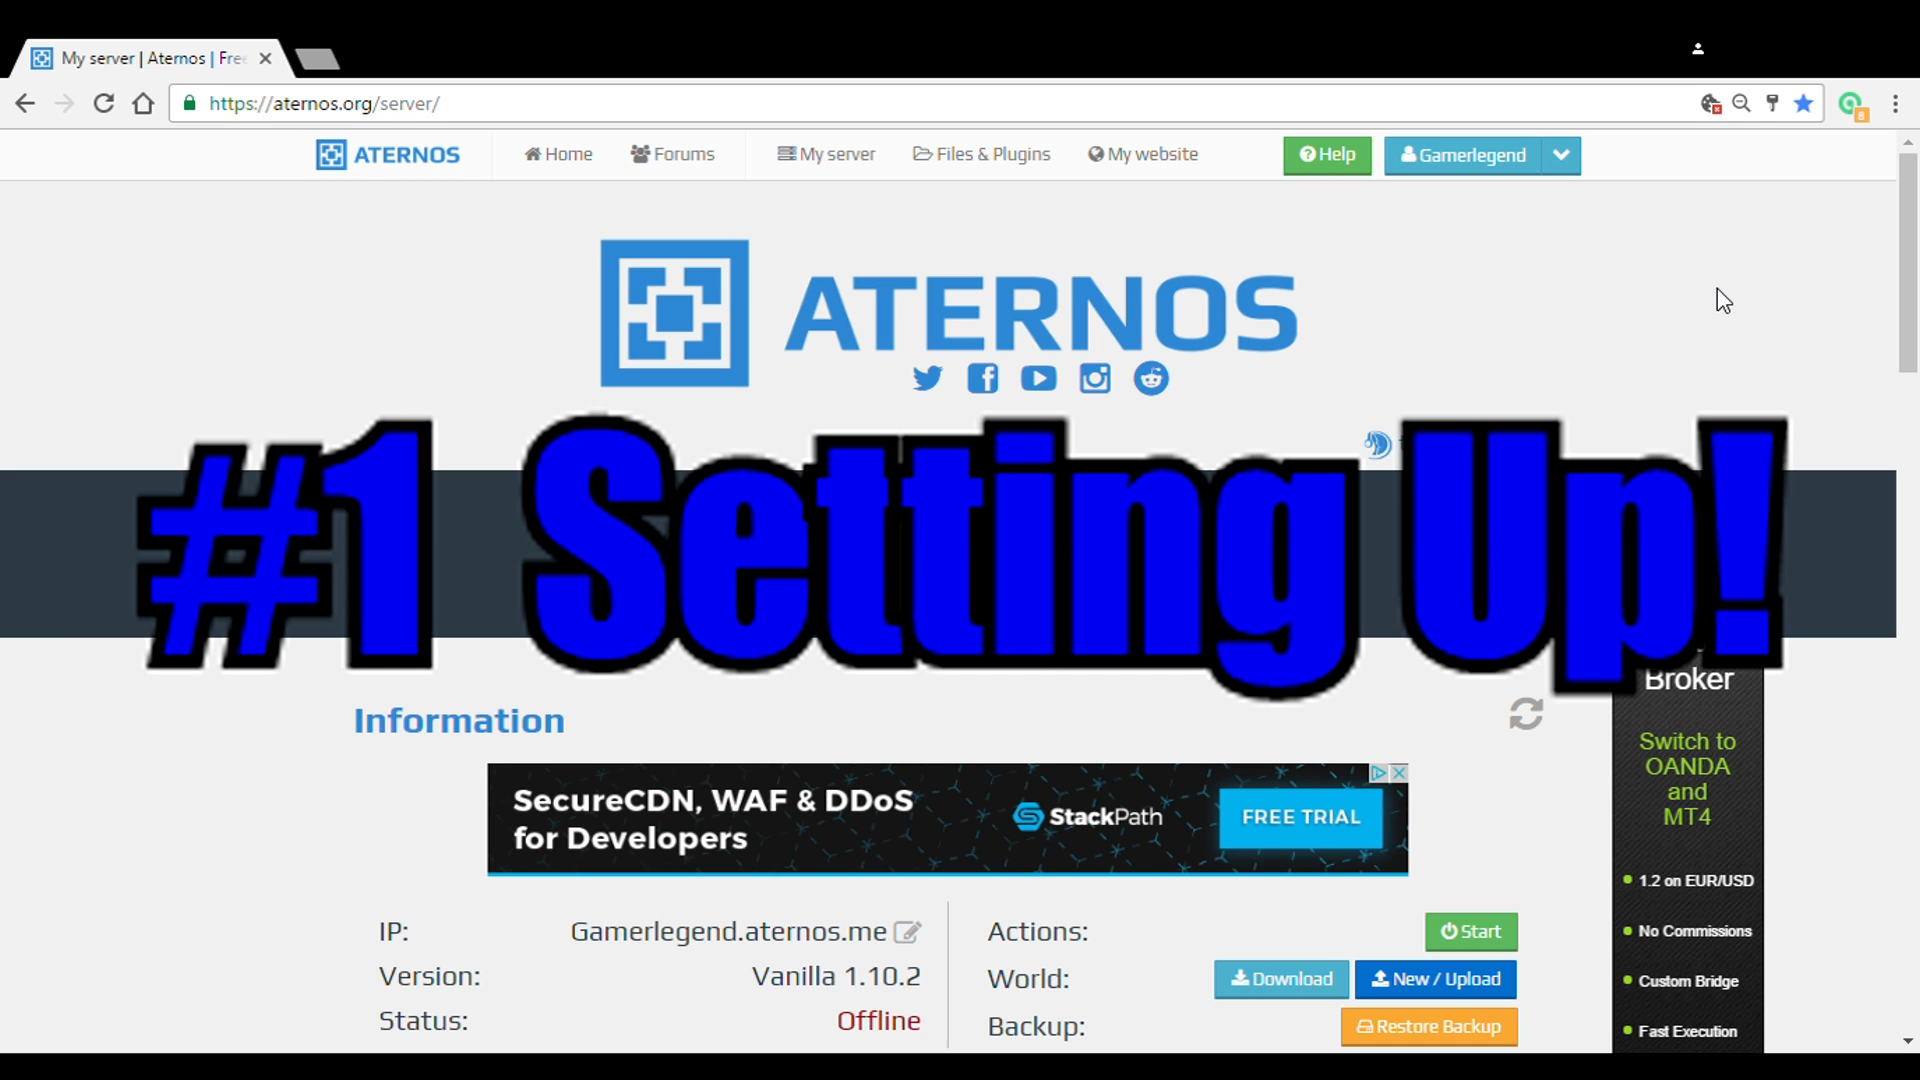 My server | Aternos | Free
https://aternos.org/server/
8
ATERNOS Home Forums My server Files & Plugins My website Help Gamerlegend
ATERNOS
#1 Setting Up!
Information
SecureCDN, WAF & DDoS
for Developers
StackPath
FREE TRIAL
IP: Gamerlegend.aternos.me
Version: Vanilla 1.10.2
Status: Offline
Actions: Start
World: Download New / Upload
Backup: Restore Backup
Broker
Switch to
OANDA
and
MT4
1.2 on EUR/USD
No Commissions
Custom Bridge
Fast Execution